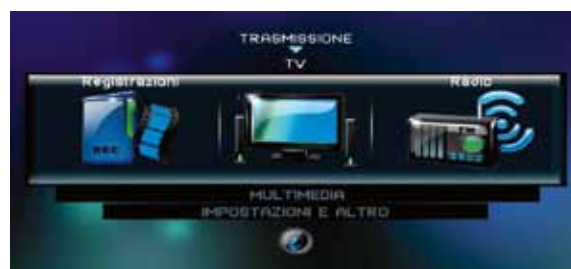 TRASMISSIONE
TV
Registrazioni
Radio
REC
MULTIMEDIA
IMPOSTAZIONI E ALTRO